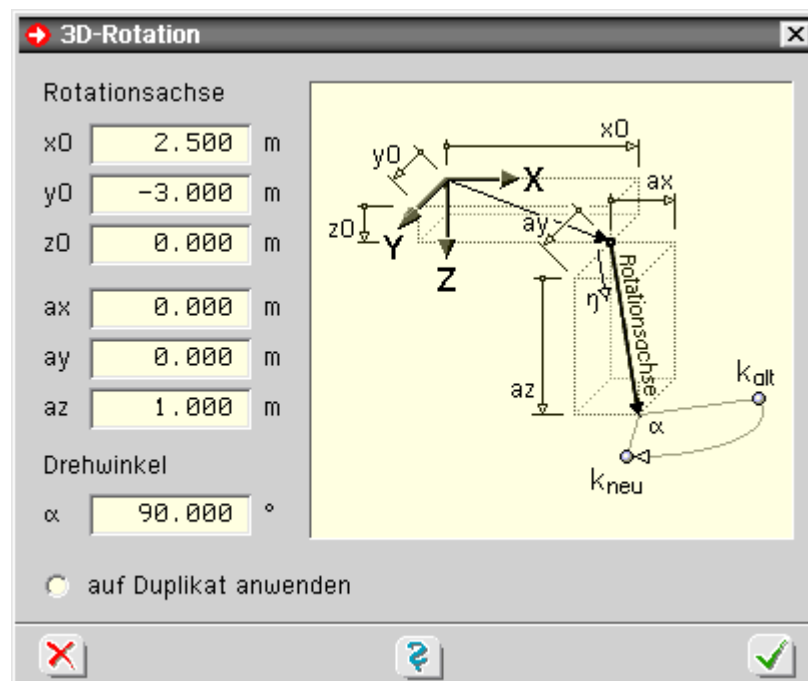 3D-Rotation
Rotationsachse
x0 2.500 m
y0 -3.000 m
z0 0.000 m
ax 0.000 m
ay 0.000 m
az 1.000 m
Drehwinkel
α 90.000 °
auf Duplikat anwenden
x0
y0
X
ax
z0
Y
Z
ay
η
Rotationsachse
az
kalt
α
kneu